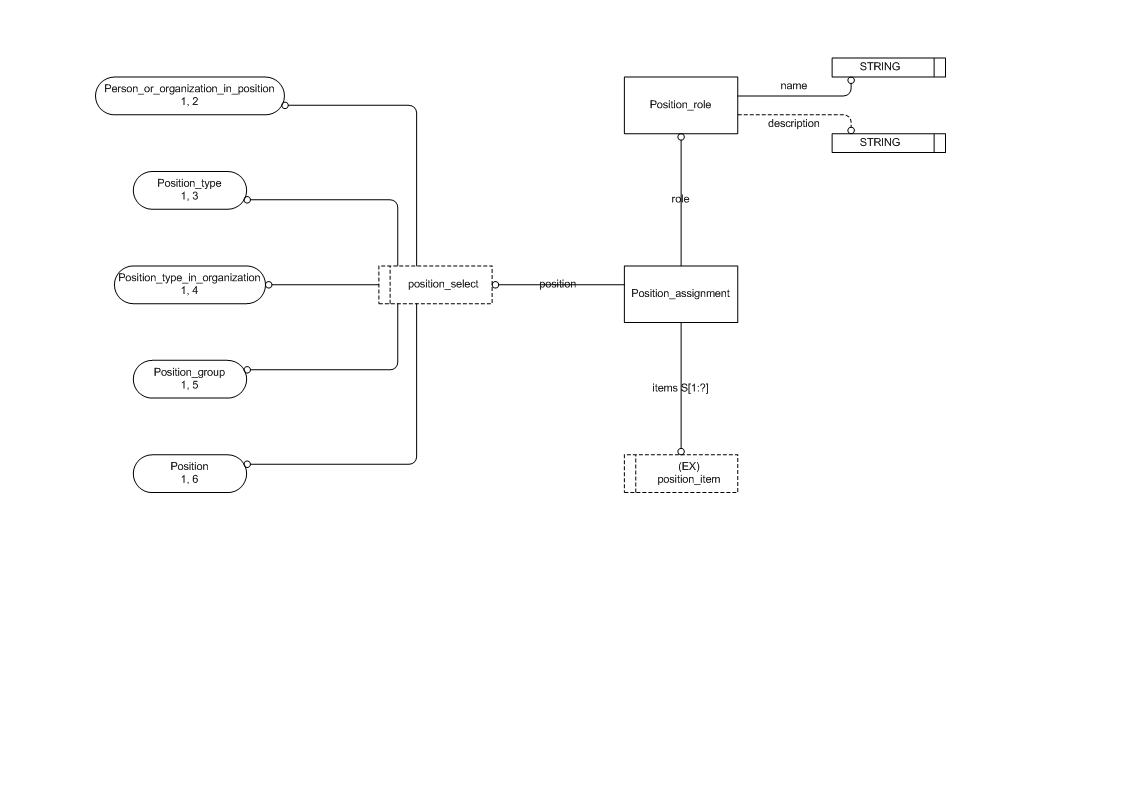 Person_or_organization_in_position
1, 2
Position_type
1, 3
Position_type_in_organization
1, 4
Position_group
1, 5
Position
1, 6
position_select
position
Position_role
role
Position_assignment
items S[1:?]
(EX)
position_item
STRING
name
description
STRING